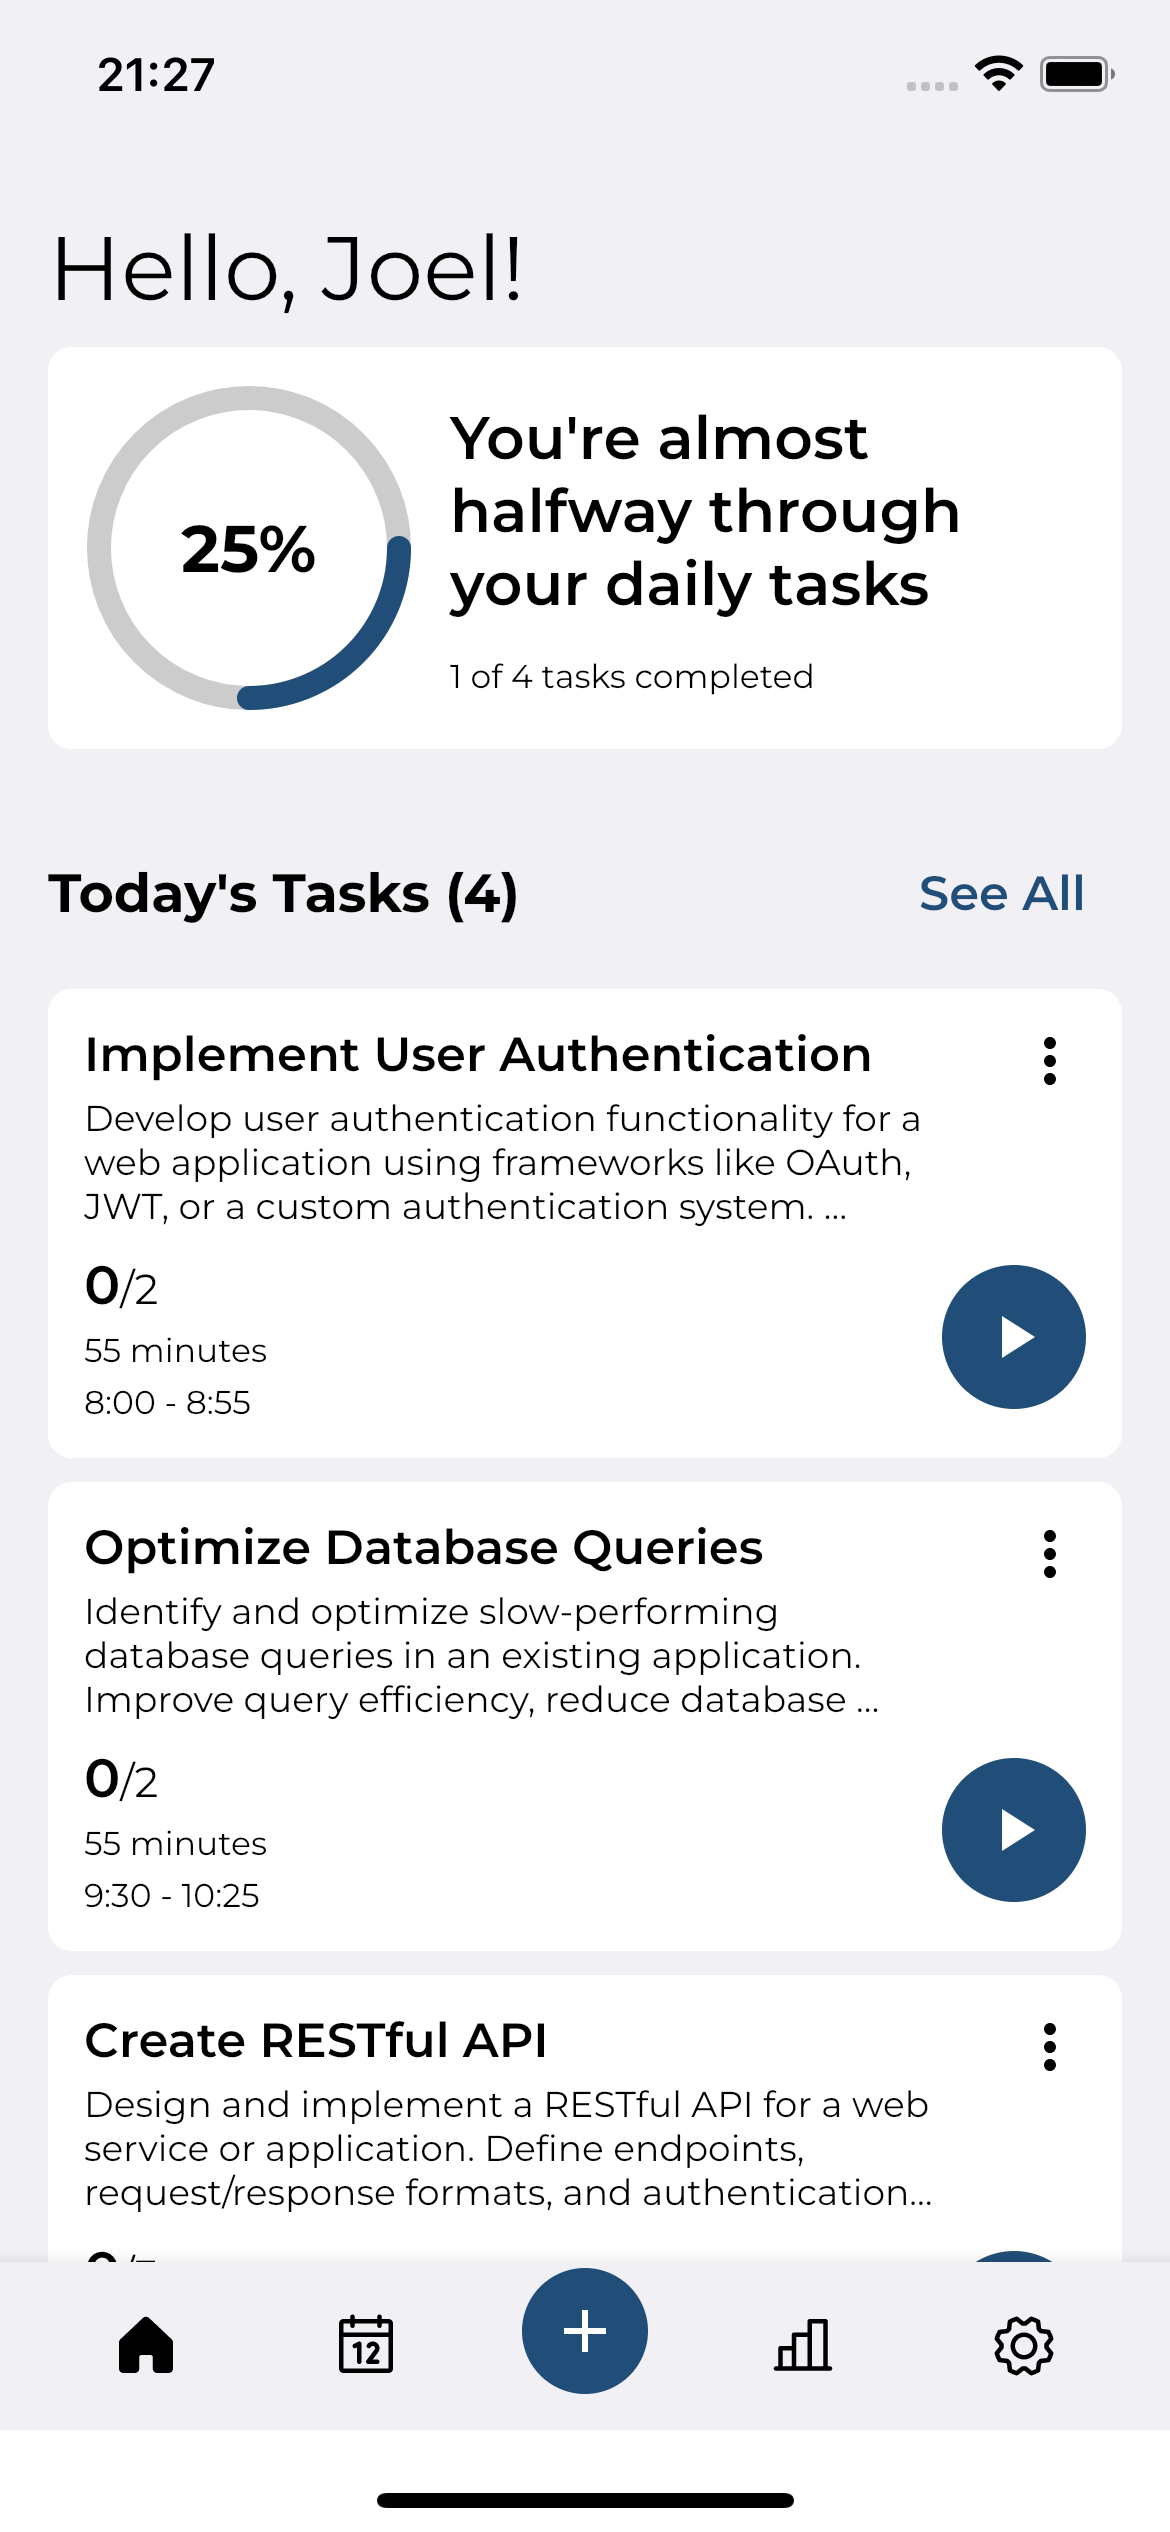 21:27
Hello, Joel!
25%
You're almost
halfway through
your daily tasks
1 of 4 tasks completed
Today's Tasks (4)
See All
Implement User Authentication
Develop user authentication functionality for a
web application using frameworks like OAuth,
JWT, or a custom authentication system. ...
0/2
55 minutes
8:00 - 8:55
Optimize Database Queries
Identify and optimize slow-performing
database queries in an existing application.
Improve query efficiency, reduce database ...
0/2
55 minutes
9:30 - 10:25
Create RESTful API
Design and implement a RESTful API for a web
service or application. Define endpoints,
request/response formats, and authentication...
12